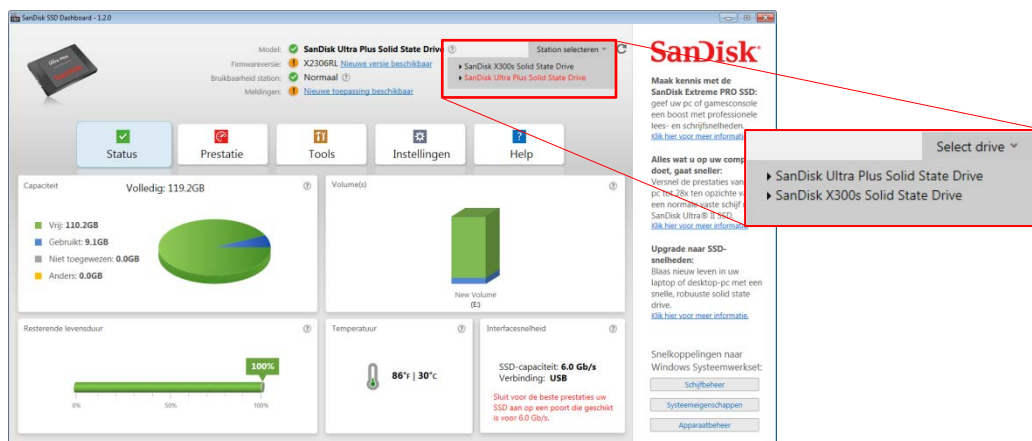 SanDisk SSD Dashboard - 1.2.0
Model: SanDisk Ultra Plus Solid State Drive
Firmwareversie: X2306RL Nieuwe versie beschikbaar
Bruikbaarheid station: Normaal
Meldingen: Nieuwe toepassing beschikbaar
Station selecteren
SanDisk X300s Solid State Drive
SanDisk Ultra Plus Solid State Drive
Select drive
SanDisk Ultra Plus Solid State Drive
SanDisk X300s Solid State Drive
Status
Prestatie
Tools
Instellingen
Help
Capaciteit
Volledig: 119.2GB
Vrij: 110.2GB
Gebruikt: 9.1GB
Niet toegewezen: 0.0GB
Anders: 0.0GB
Volume(s)
New Volume
(E:)
Resterende levensduur
100%
0%
50%
100%
Temperatuur
86°F | 30°C
Interfacesnelheid
SSD-capaciteit: 6.0 Gb/s
Verbinding: USB
Sluit voor de beste prestaties uw
SSD aan op een poort die geschikt
is voor 6.0 Gb/s.
SanDisk
Maak kennis met de
SanDisk Extreme PRO SSD:
geef uw pc of gamesconsole
een boost met professionele
lees- en schrijfsnelheden.
Klik hier voor meer
Alles wat u op uw
doet, gaat sneller:
Versnel de prestaties van
pc tot 28x ten opzichte
een normale vaste schijf
SanDisk Ultra® II SSD.
Klik hier voor meer
Upgrade naar SSD-
snelheden:
Blaas nieuw leven in uw
laptop of desktop-pc met een
snelle, robuuste solid state
drive.
Klik hier voor meer informatie.
Snelkoppelingen naar
Windows Systeemwerkset:
Schijfbeheer
Systeemeigenschappen
Apparaatbeheer